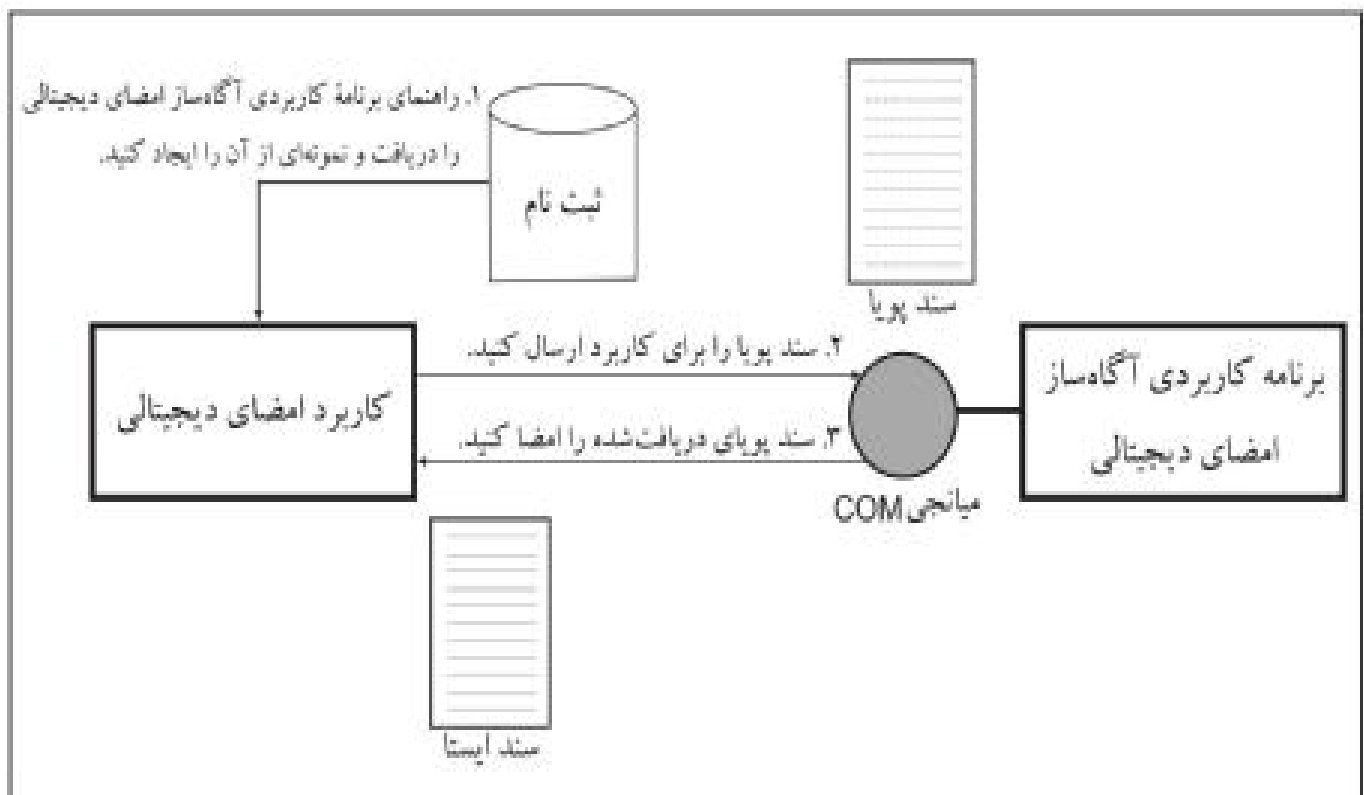 ۱. راهنمای برنامهٔ کاربردی آگاه‌ساز امضای دیجیتالی
را دریافت و نمونه‌ای از آن را ایجاد کنید.
ثبت نام
سند پویا
۲. سند پویا را برای کاربرد ارسال کنید.
برنامه کاربردی آگاه‌ساز
امضای دیجیتالی
کاربرد امضای دیجیتالی
۳. سند پویای دریافت‌شده را امضا کنید.
میانجی COM
سند ایستا